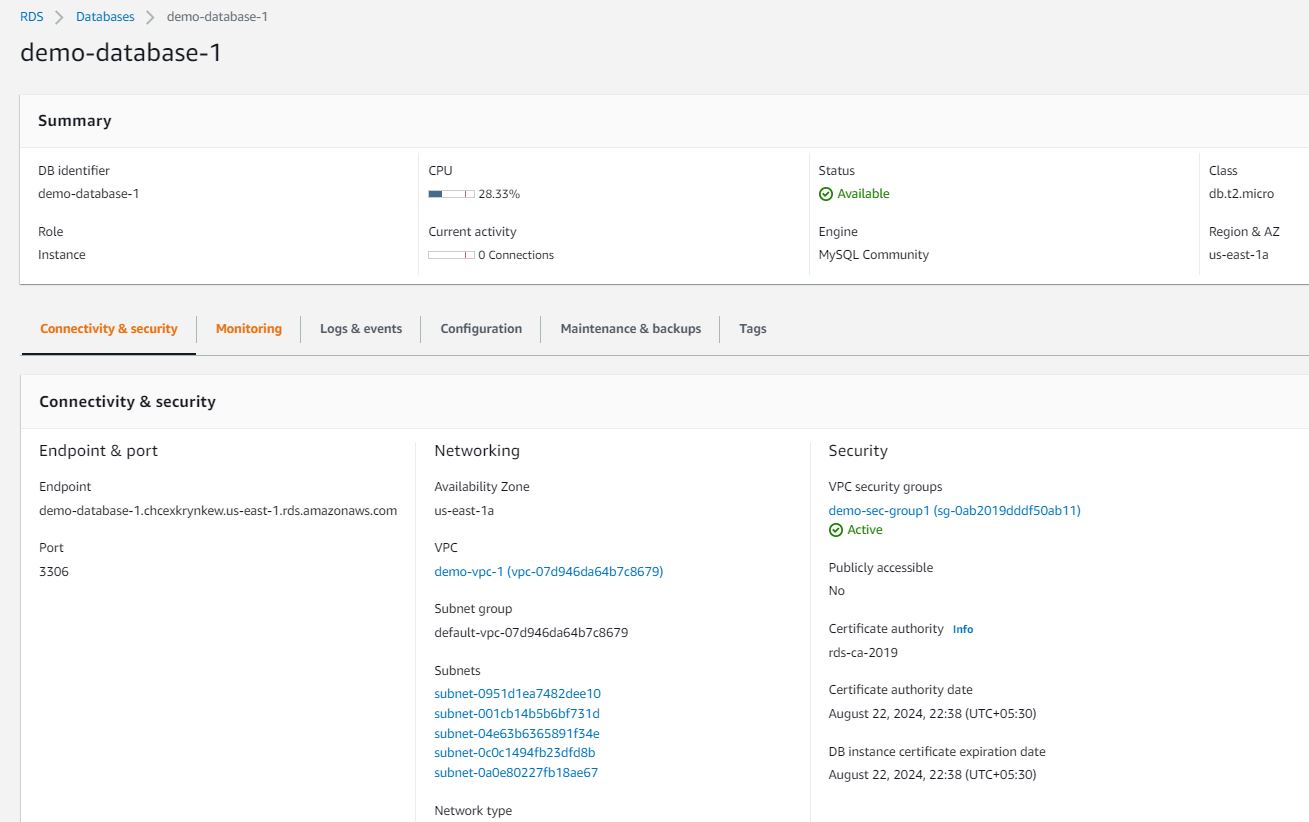 RDS > Databases > demo-database-1
demo-database-1
Summary
DB identifier
demo-database-1
CPU
28.33%
Status
Available
Class
db.t2.micro
Role
Instance
Current activity
0 Connections
Engine
MySQL Community
Region & AZ
us-east-1a
Connectivity & security
Monitoring
Logs & events
Configuration
Maintenance & backups
Tags
Connectivity & security
Endpoint & port
Endpoint
demo-database-1.chcexkrynkew.us-east-1.rds.amazonaws.com
Port
3306
Networking
Availability Zone
us-east-1a
VPC
demo-vpc-1 (vpc-07d946da64b7c8679)
Subnet group
default-vpc-07d946da64b7c8679
Subnets
subnet-0951d1ea7482dee10
subnet-001cb14b5b6bf731d
subnet-04e63b6365891f34e
subnet-0c0c1494fb23dfd8b
subnet-0a0e80227fb18ae67
Network type
Security
VPC security groups
demo-sec-group1 (sg-0ab2019dddf50ab11)
Active
Publicly accessible
No
Certificate authority Info
rds-ca-2019
Certificate authority date
August 22, 2024, 22:38 (UTC+05:30)
DB instance certificate expiration date
August 22, 2024, 22:38 (UTC+05:30)